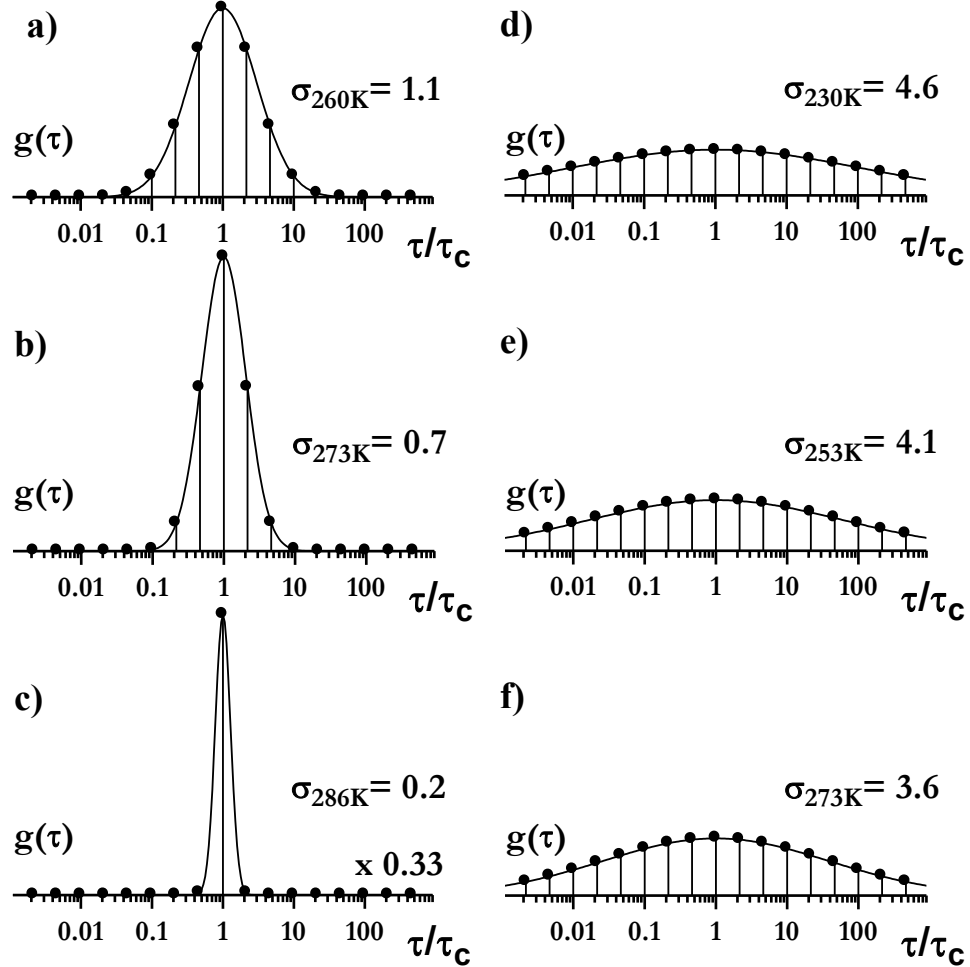 a)
σ260K= 1.1
g(τ)
0.01 0.1 1 10 100
τ/τc
b)
σ273K= 0.7
g(τ)
0.01 0.1 1 10 100
τ/τc
c)
σ286K= 0.2
g(τ)
x 0.33
0.01 0.1 1 10 100
τ/τc
d)
σ230K= 4.6
g(τ)
0.01 0.1 1 10 100
τ/τc
e)
σ253K= 4.1
g(τ)
0.01 0.1 1 10 100
τ/τc
f)
σ273K= 3.6
g(τ)
0.01 0.1 1 10 100
τ/τc